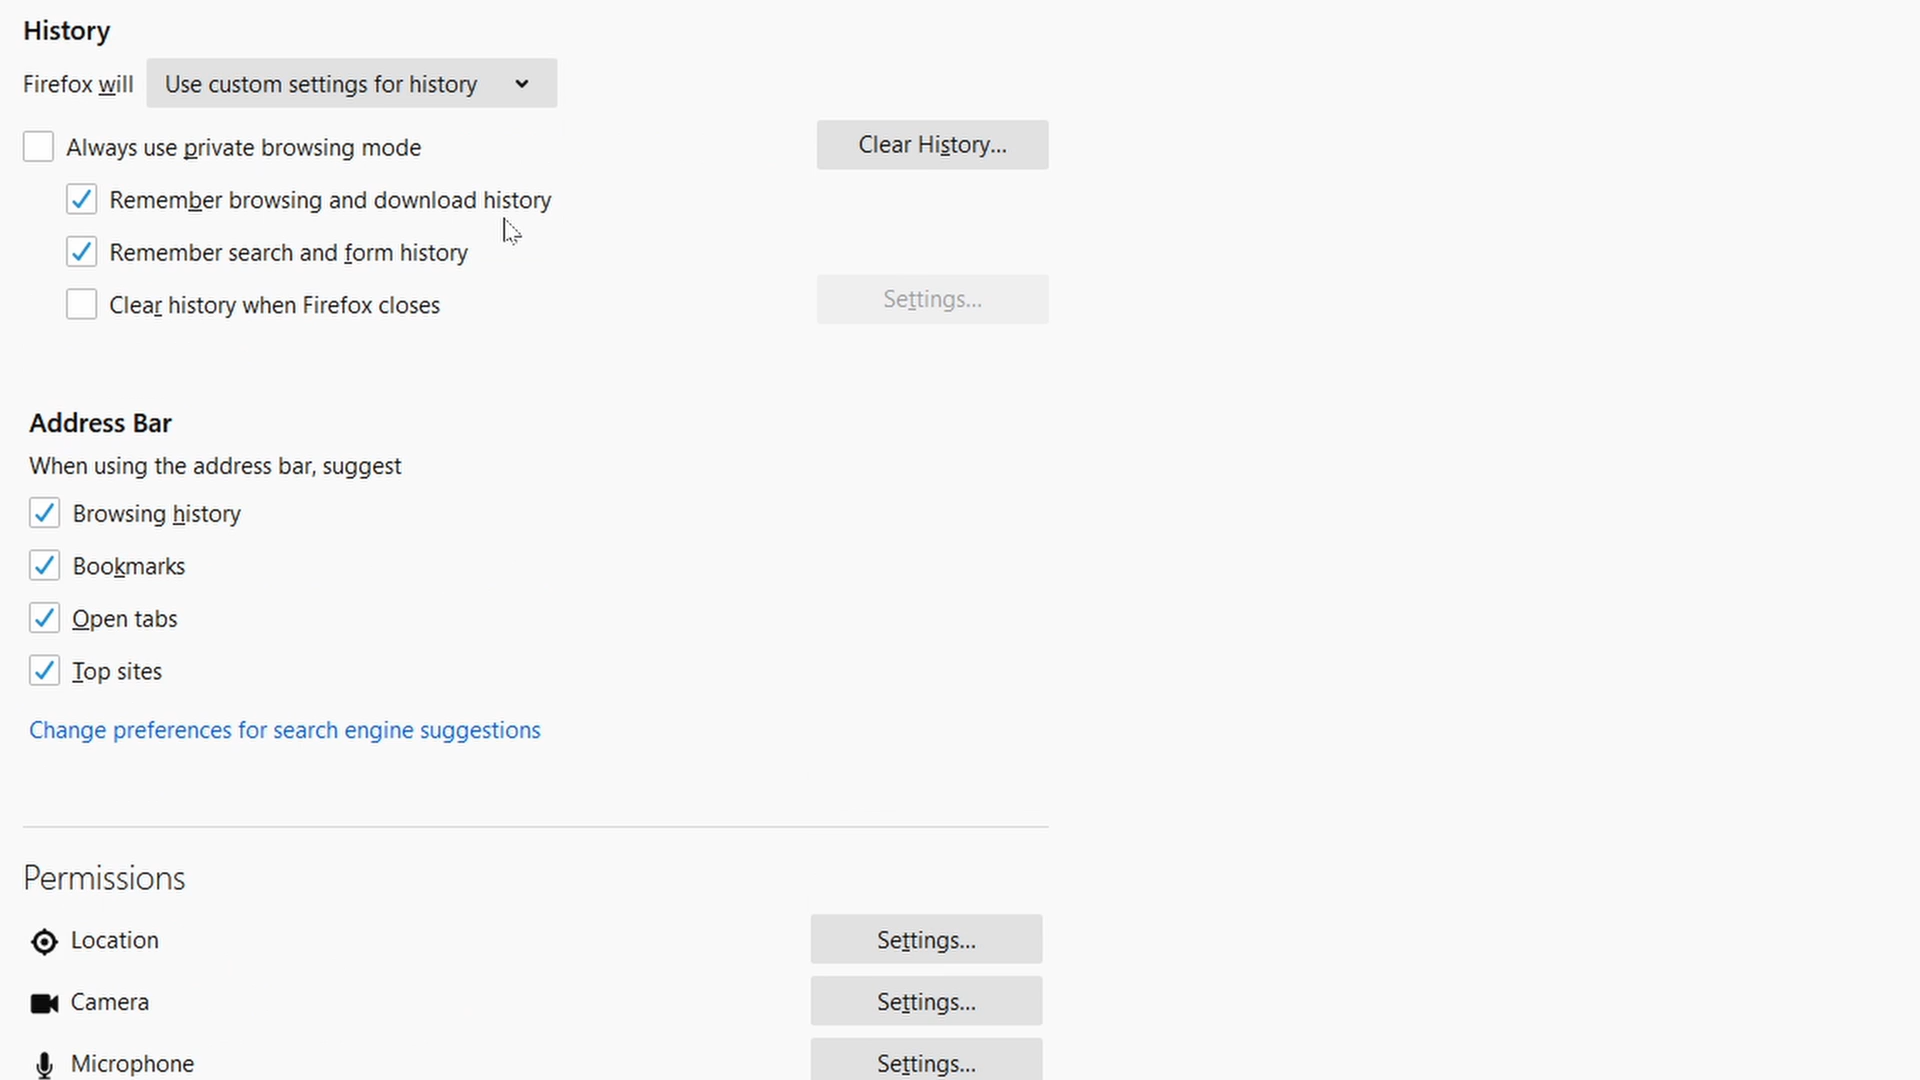 History
Firefox will Use custom settings for history
Always use private browsing mode
Clear History...
Remember browsing and download history
Remember search and form history
Clear history when Firefox closes
Settings...
Address Bar
When using the address bar, suggest
Browsing history
Bookmarks
Open tabs
Top sites
Change preferences for search engine suggestions
Permissions
Location Settings...
Camera Settings...
Microphone Settings...